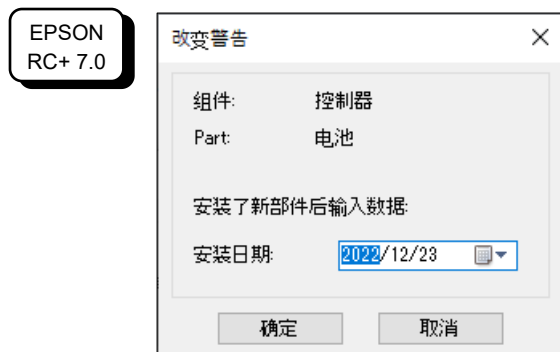 EPSON
RC+ 7.0
改变警告
组件: 控制器
Part: 电池
安装了新部件后输入数据:
安装日期: 2022/12/23
确定 取消